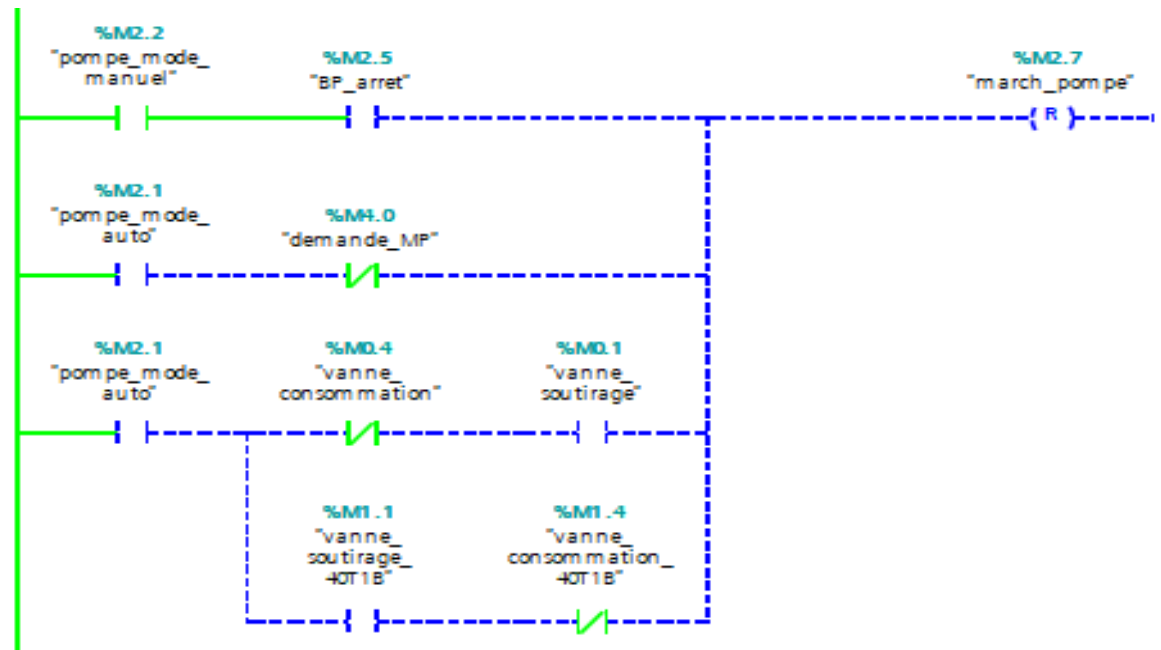 %M2.2
"pompe_mode_
manuel"
%M2.5
"BP_arret"
%M2.7
"march_pompe"
( R )
%M2.1
"pompe_mode_
auto"
%M4.0
"demande_MP"
%M2.1
"pompe_mode_
auto"
%M0.4
"vanne_
consommation"
%M0.1
"vanne_
soutirage"
%M1.1
"vanne_
soutirage_
40T1B"
%M1.4
"vanne_
consommation_
40T1B"